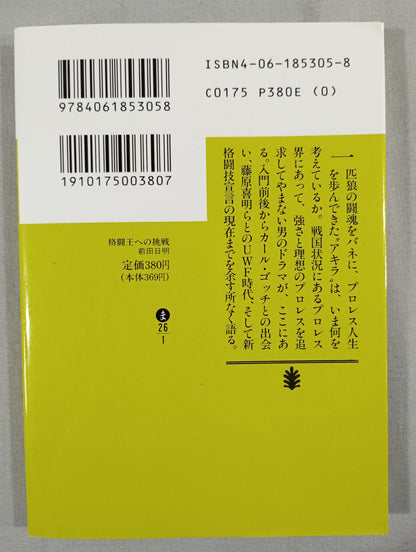 ISBN4-06-185305-8
9784061853058
C0175 P380E (0)
1910175003807
一匹狼の闘魂をバネに、プロレス人生
を歩んできた“アキラ”は、いま何を
考えているか。戦国状況にあるプロレス
界にあって、強さと理想のプロレスを追
求してやまない男のドラマが、ここにあ
る。入門前後からカール・ゴッチとの出会
い、藤原喜明らとのUWF時代、そして新
格闘技宣言の現在までを余す所なく語る。
格闘王への挑戦
前田日明
定価380円
(本体369円)
ま
26
1